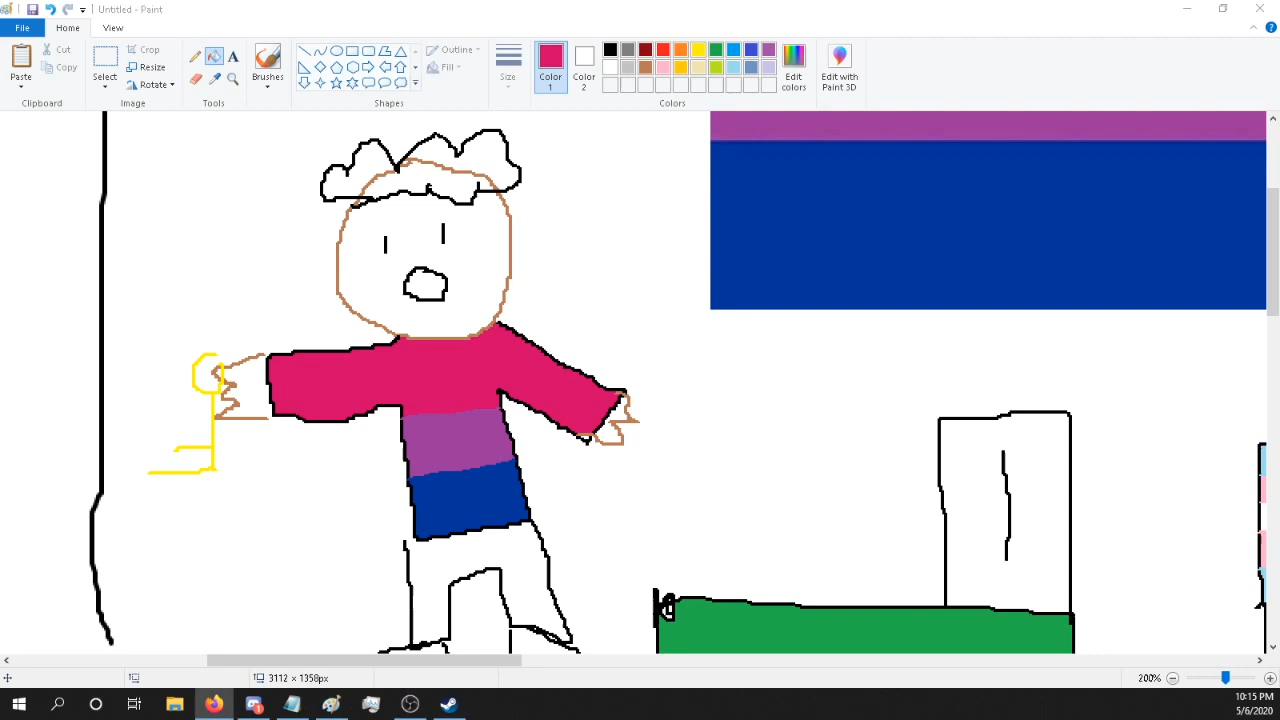 Untitled - Paint
File Home View
Paste
Cut
Copy
Clipboard
Select
Crop
Resize
Rotate
Image
A
Tools
Brushes
Shapes
Outline
Fill
Size
Color 1
Color 2
Edit colors
Colors
Edit with Paint 3D
3112 × 1358px
200%
10:15 PM
5/6/2020